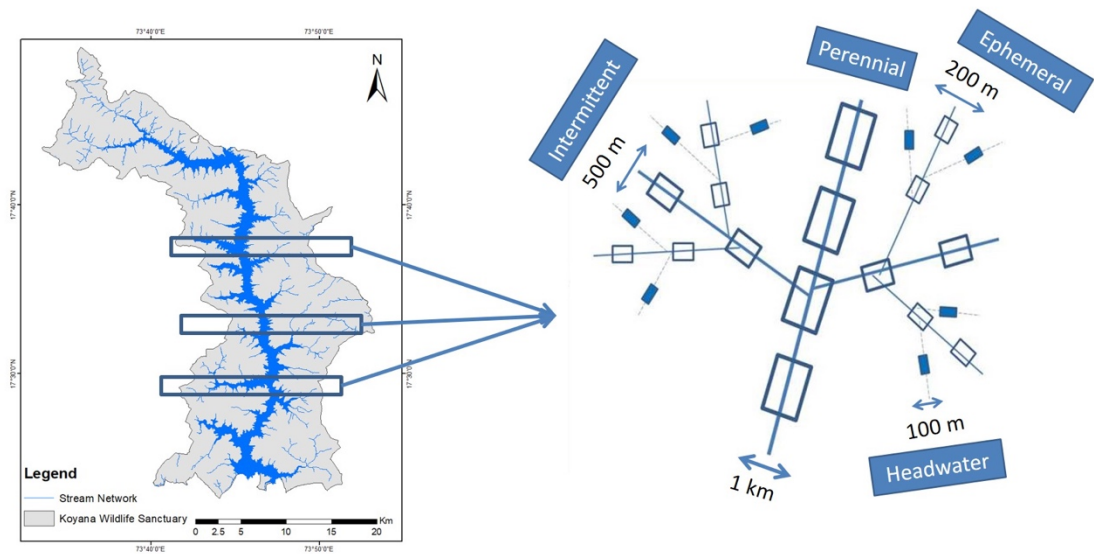 73°40'0"E
73°50'0"E
N
17°40'0"N
17°40'0"N
17°30'0"N
17°30'0"N
Legend
Stream Network
Koyana Wildlife Sanctuary
Km
0 2.5 5 10 15 20
73°40'0"E
73°50'0"E
Intermittent
500 m
Perennial
Ephemeral
200 m
100 m
Headwater
1 km